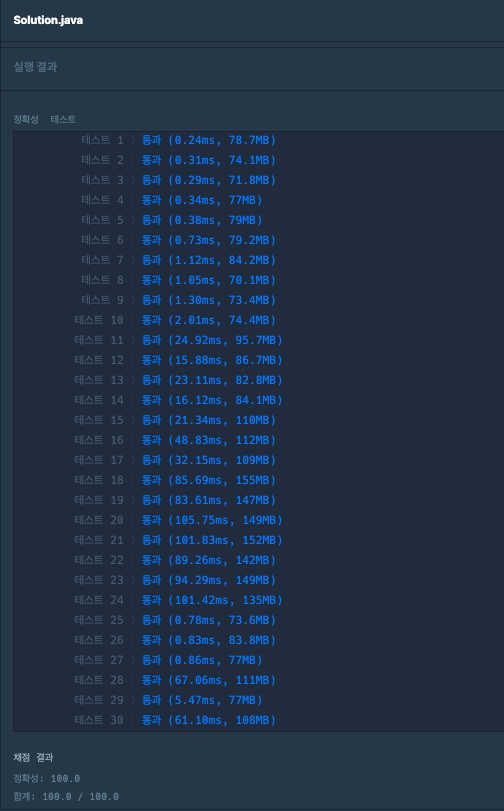 Solution.java
실행 결과
정확성 테스트
테스트 1 〉 통과 (0.24ms, 78.7MB)
테스트 2 〉 통과 (0.31ms, 74.1MB)
테스트 3 〉 통과 (0.29ms, 71.8MB)
테스트 4 〉 통과 (0.34ms, 77MB)
테스트 5 〉 통과 (0.38ms, 79MB)
테스트 6 〉 통과 (0.73ms, 79.2MB)
테스트 7 〉 통과 (1.12ms, 84.2MB)
테스트 8 〉 통과 (1.05ms, 70.1MB)
테스트 9 〉 통과 (1.30ms, 73.4MB)
테스트 10 〉 통과 (2.01ms, 74.4MB)
테스트 11 〉 통과 (24.92ms, 95.7MB)
테스트 12 〉 통과 (15.88ms, 86.7MB)
테스트 13 〉 통과 (23.11ms, 82.8MB)
테스트 14 〉 통과 (16.12ms, 84.1MB)
테스트 15 〉 통과 (21.34ms, 110MB)
테스트 16 〉 통과 (48.83ms, 112MB)
테스트 17 〉 통과 (32.15ms, 109MB)
테스트 18 〉 통과 (85.69ms, 155MB)
테스트 19 〉 통과 (83.61ms, 147MB)
테스트 20 〉 통과 (105.75ms, 149MB)
테스트 21 〉 통과 (101.83ms, 152MB)
테스트 22 〉 통과 (89.26ms, 142MB)
테스트 23 〉 통과 (94.29ms, 149MB)
테스트 24 〉 통과 (101.42ms, 135MB)
테스트 25 〉 통과 (0.78ms, 73.6MB)
테스트 26 〉 통과 (0.83ms, 83.8MB)
테스트 27 〉 통과 (0.86ms, 77MB)
테스트 28 〉 통과 (67.06ms, 111MB)
테스트 29 〉 통과 (5.47ms, 77MB)
테스트 30 〉 통과 (61.10ms, 108MB)
채점 결과
정확성: 100.0
합계: 100.0 / 100.0